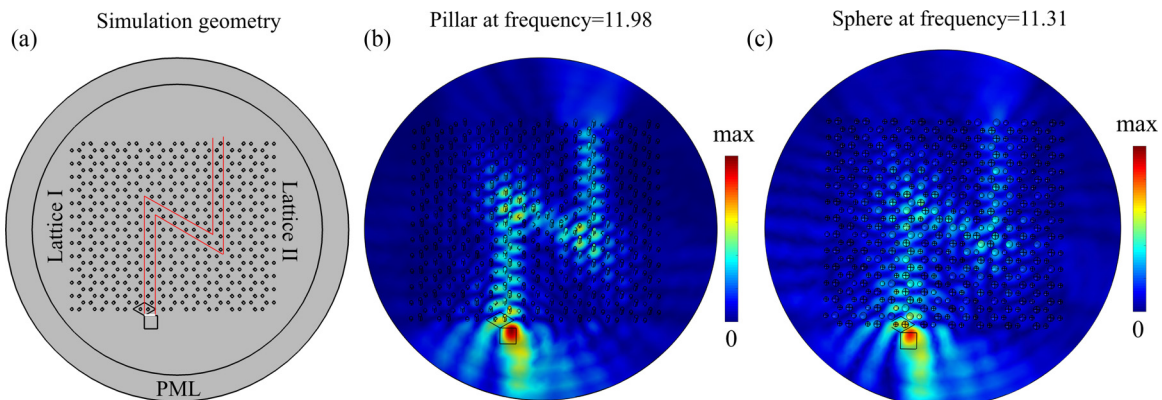 (a)
Simulation geometry
Lattice I
Lattice II
PML
(b)
Pillar at frequency=11.98
max
0
(c)
Sphere at frequency=11.31
max
0